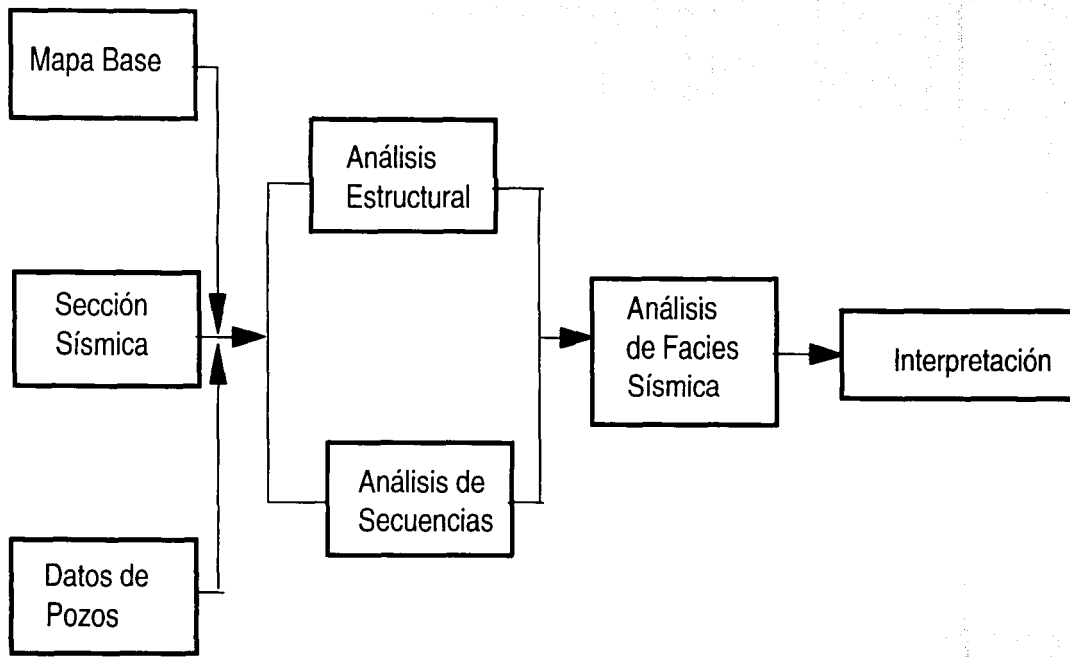 Mapa Base
Análisis
Estructural
Sección
Sísmica
Análisis
de Facies
Sísmica
Interpretación
Análisis de
Secuencias
Datos de
Pozos